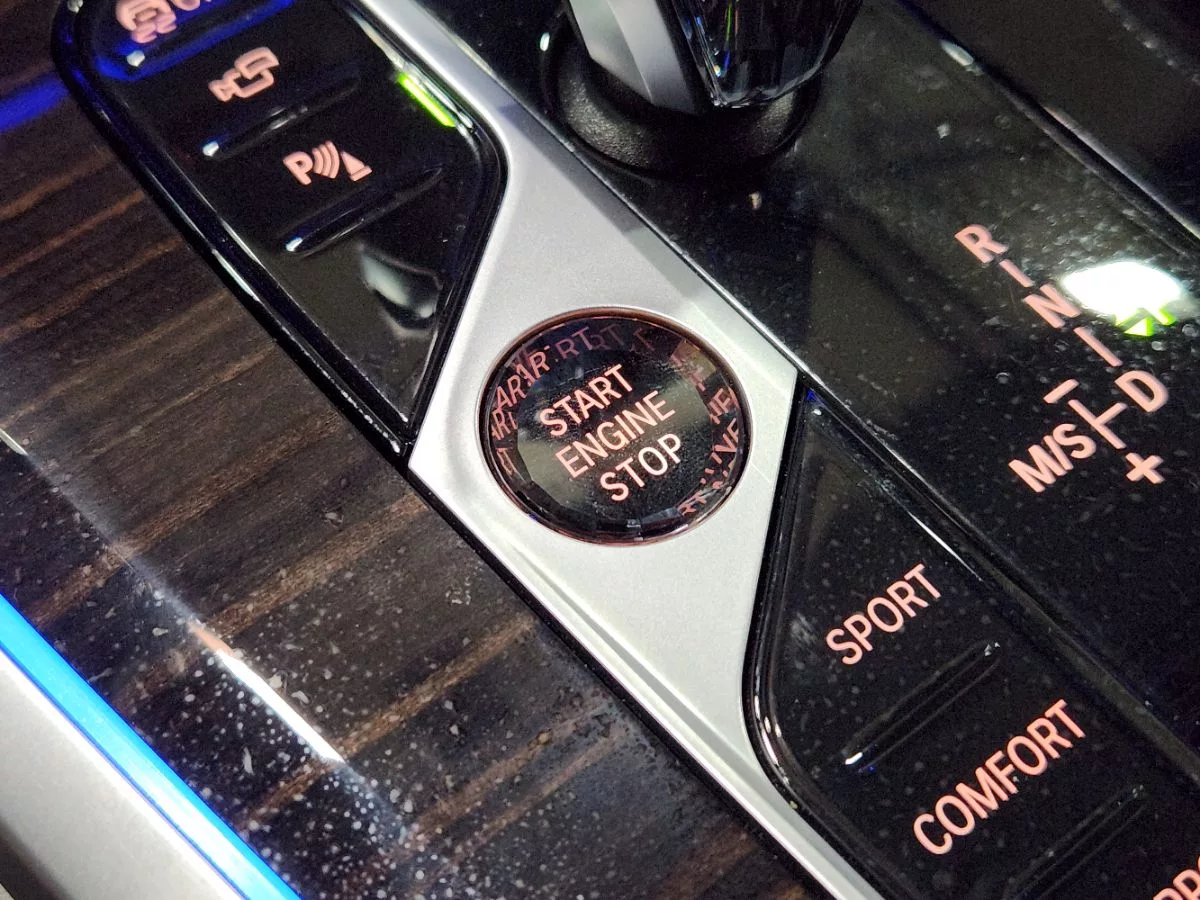 P
R
N
D
M/S
+
START
ENGINE
STOP
SPORT
COMFORT